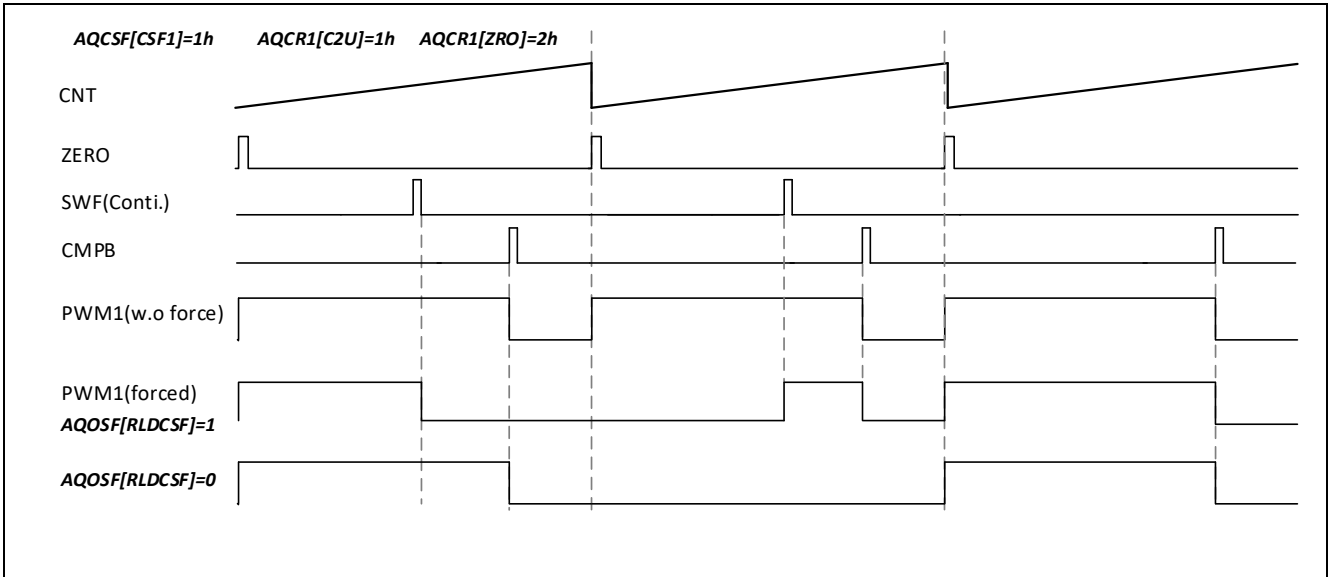 AQCSF[CSF1]=1h AQCR1[C2U]=1h AQCR1[ZRO]=2h
CNT
ZERO
SWF(Conti.)
CMPB
PWM1(w.o force)
PWM1(forced)
AQOSF[RLDCSF]=1
AQOSF[RLDCSF]=0